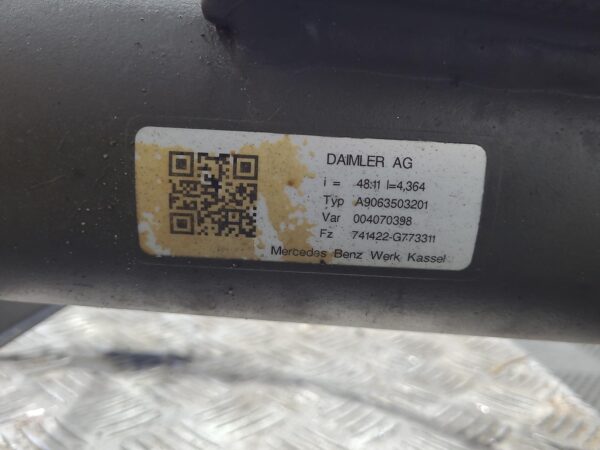 DAIMLER AG
i = 48:11 I=4,364
Typ A9063503201
Var 004070398
Fz 741422-G773311
Mercedes Benz Werk Kassel